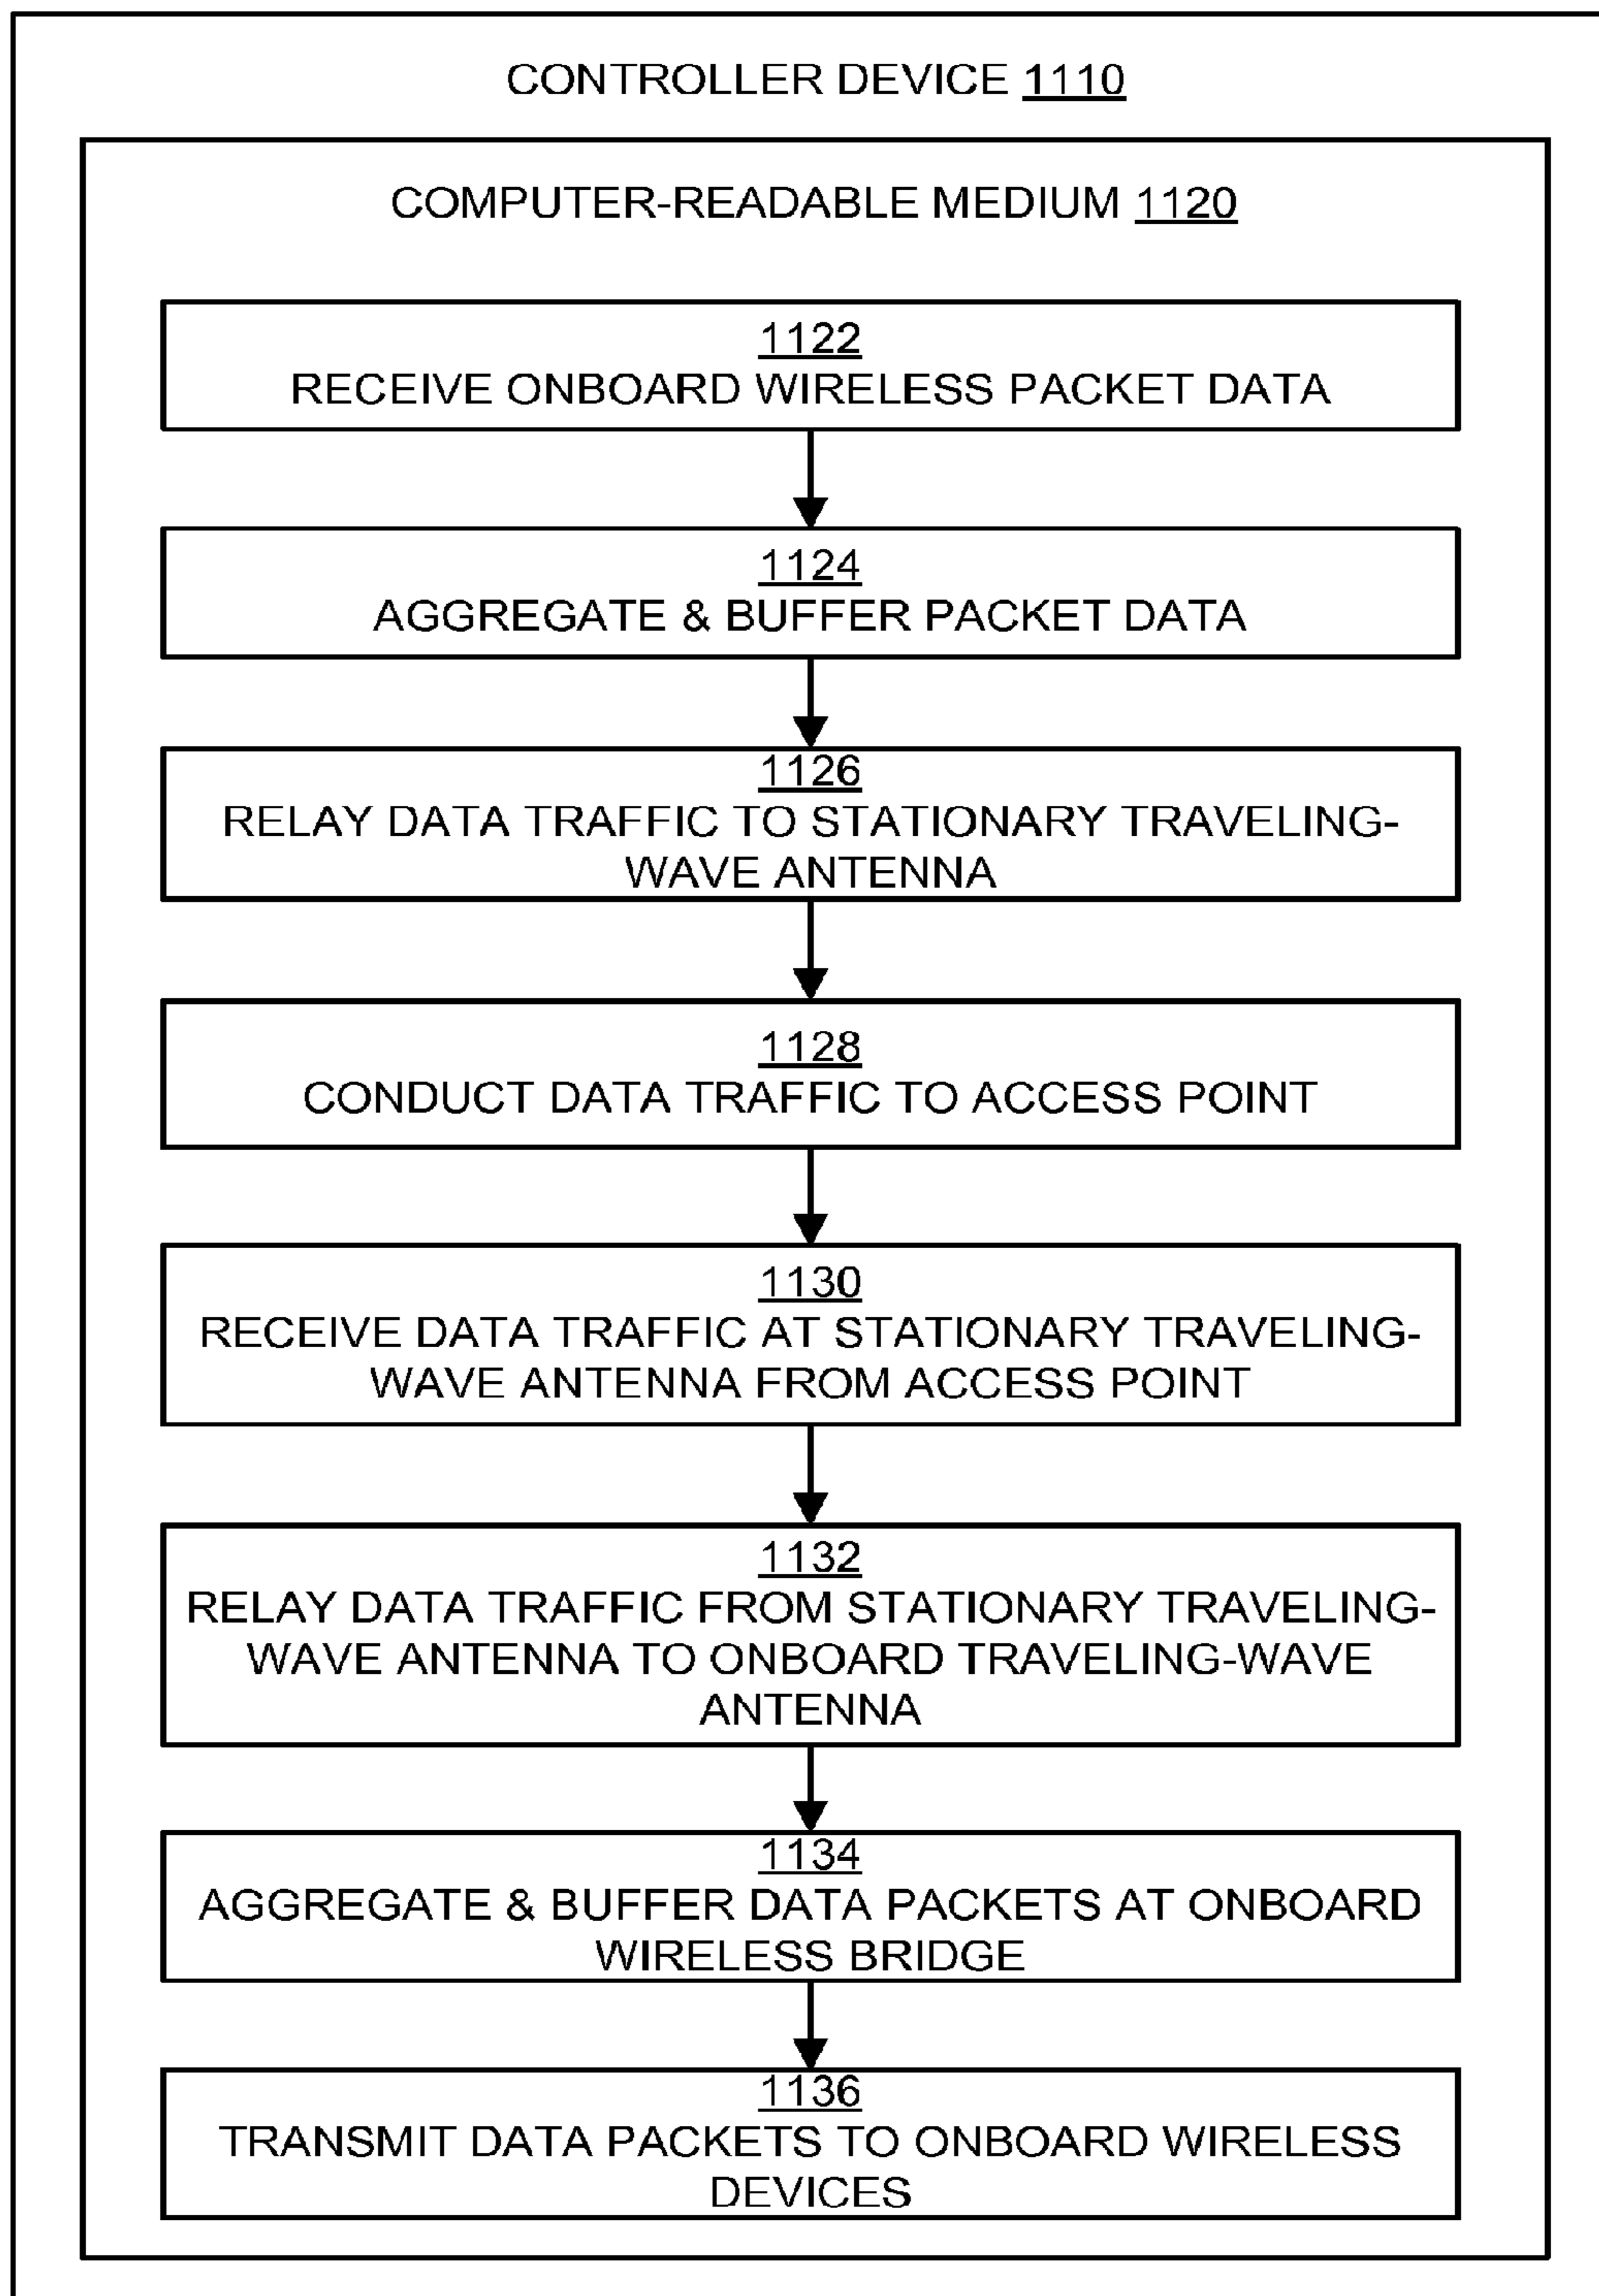 CONTROLLER DEVICE 1110
COMPUTER-READABLE MEDIUM 1120
1122
RECEIVE ONBOARD WIRELESS PACKET DATA
1124
AGGREGATE & BUFFER PACKET DATA
1126
RELAY DATA TRAFFIC TO STATIONARY TRAVELING-
WAVE ANTENNA
1128
CONDUCT DATA TRAFFIC TO ACCESS POINT
1130
RECEIVE DATA TRAFFIC AT STATIONARY TRAVELING-
WAVE ANTENNA FROM ACCESS POINT
1132
RELAY DATA TRAFFIC FROM STATIONARY TRAVELING-
WAVE ANTENNA TO ONBOARD TRAVELING-WAVE
ANTENNA
1134
AGGREGATE & BUFFER DATA PACKETS AT ONBOARD
WIRELESS BRIDGE
1136
TRANSMIT DATA PACKETS TO ONBOARD WIRELESS
DEVICES